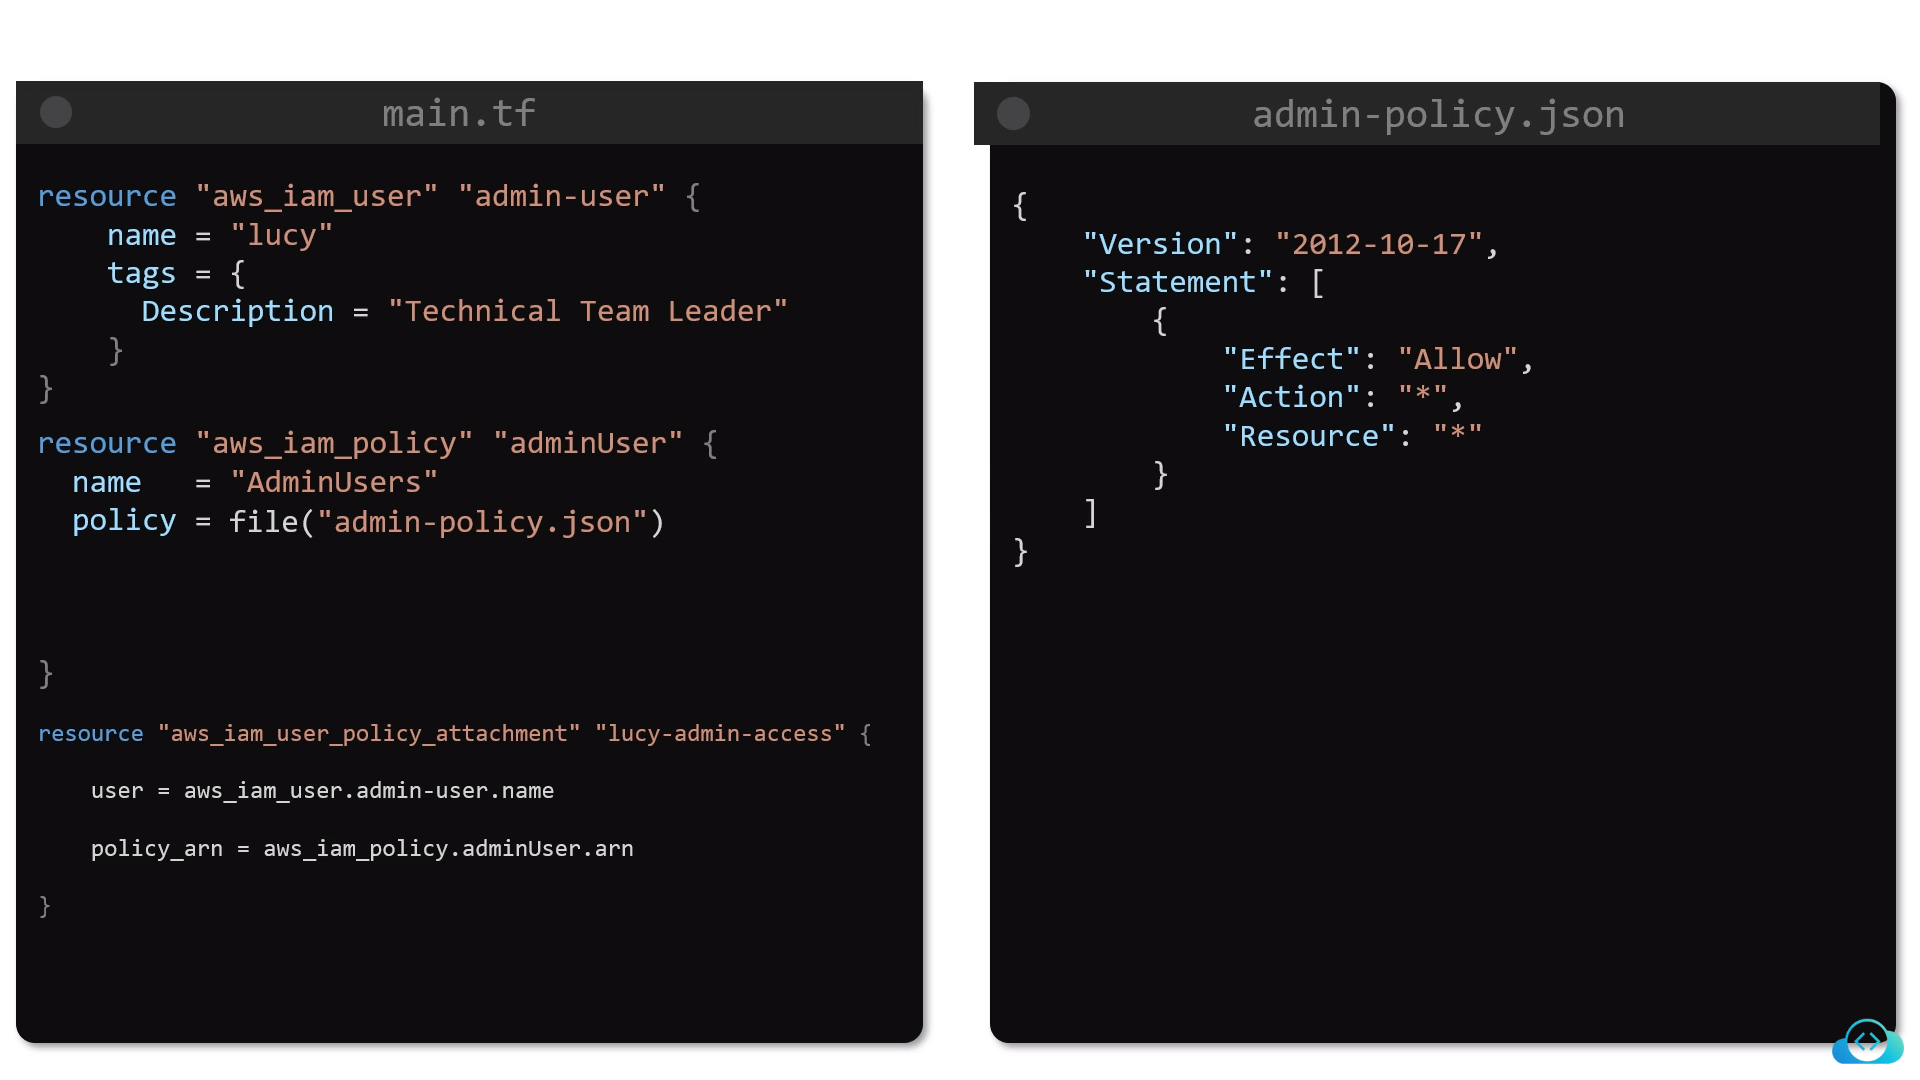 main.tf
resource "aws_iam_user" "admin-user" {
    name = "lucy"
    tags = {
      Description = "Technical Team Leader"
    }
}
resource "aws_iam_policy" "adminUser" {
  name   = "AdminUsers"
  policy = file("admin-policy.json")
}
resource "aws_iam_user_policy_attachment" "lucy-admin-access" {
    user = aws_iam_user.admin-user.name
    policy_arn = aws_iam_policy.adminUser.arn
}
admin-policy.json
{
    "Version": "2012-10-17",
    "Statement": [
        {
            "Effect": "Allow",
            "Action": "*",
            "Resource": "*"
        }
    ]
}